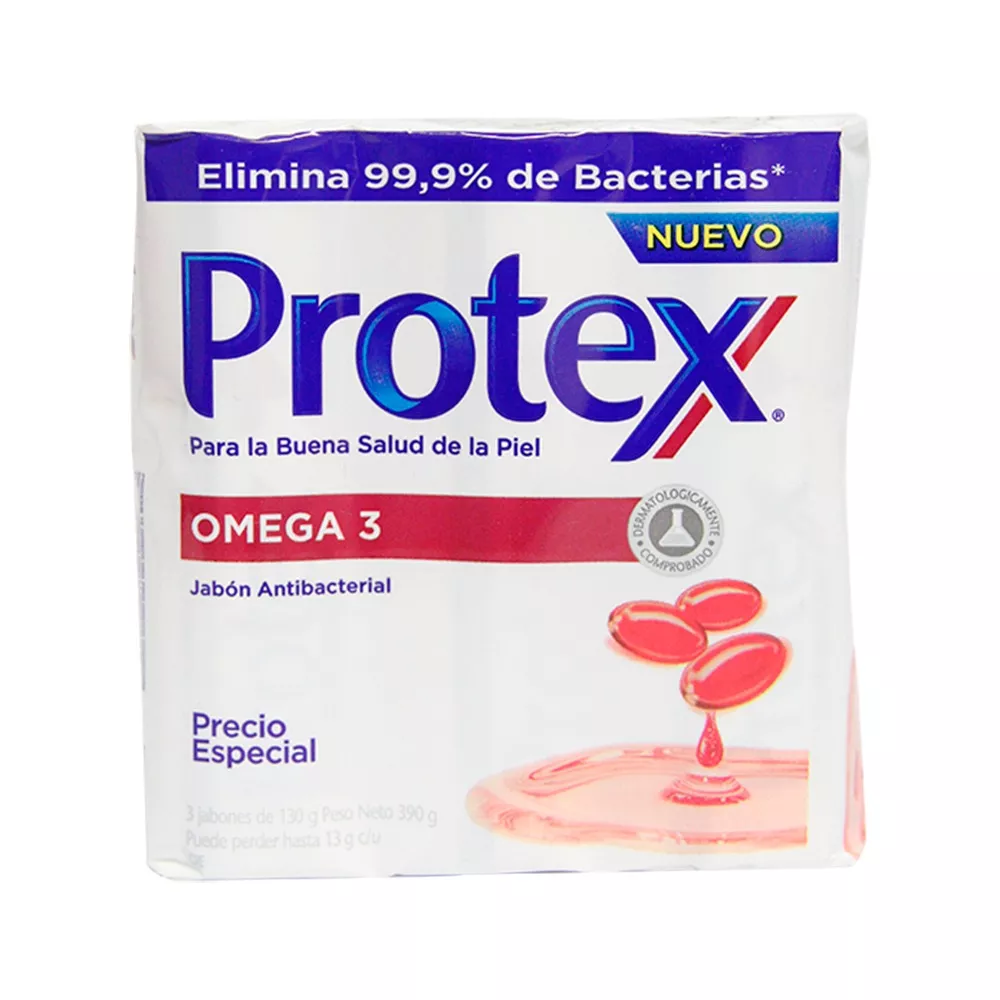 Elimina 99,9% de Bacterias*
NUEVO
Protex®
Para la Buena Salud de la Piel
OMEGA 3
DERMATOLOGICAMENTE
COMPROBADO
Jabón Antibacterial
Precio
Especial
3 jabones de 130 g Peso Neto 390 g
Puede perder hasta 13 g c/u